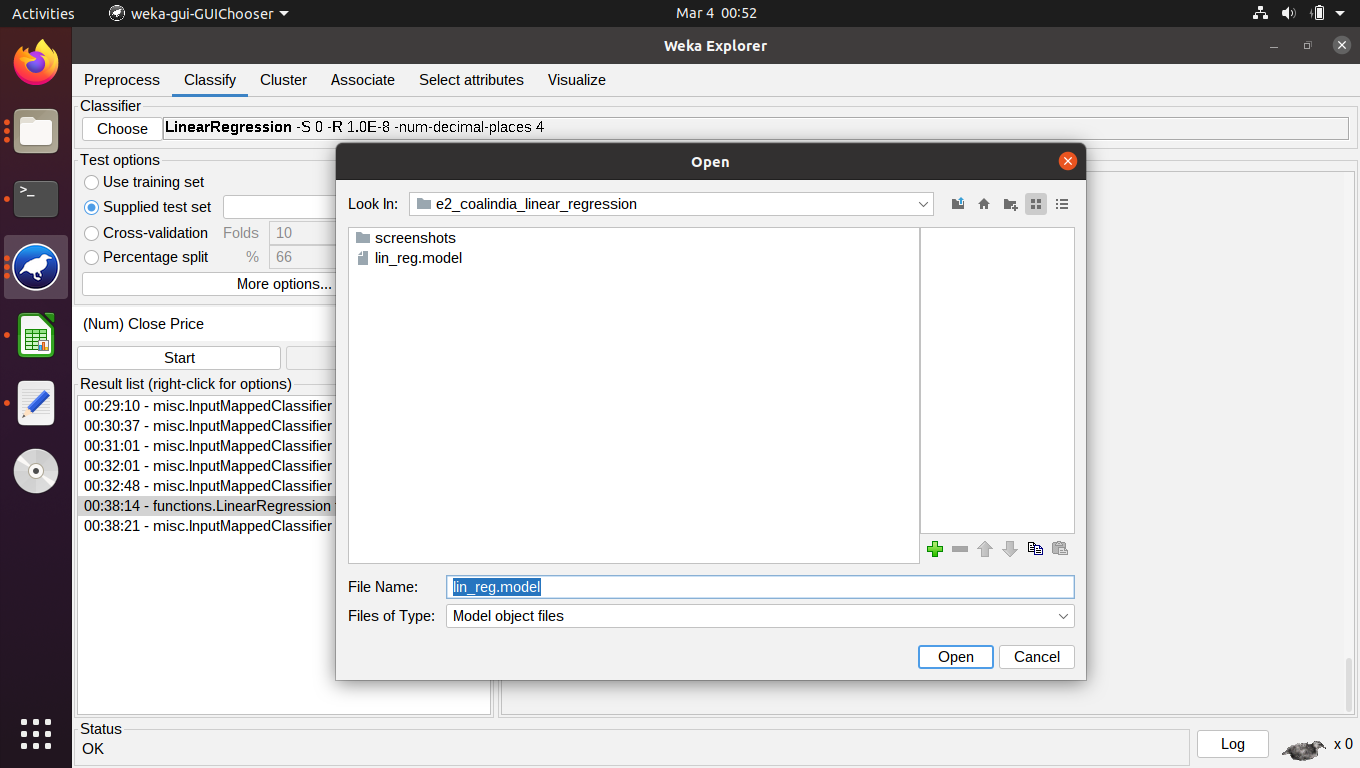 Activities
weka-gui-GUIChooser
Mar 4 00:52
Weka Explorer
Preprocess Classify Cluster Associate Select attributes Visualize
Classifier
Choose LinearRegression -S 0 -R 1.0E-8 -num-decimal-places 4
Test options
Use training set
Supplied test set
Cross-validation Folds 10
Percentage split % 66
More options...
(Num) Close Price
Start
Result list (right-click for options)
00:29:10 - misc.InputMappedClassifier
00:30:37 - misc.InputMappedClassifier
00:31:01 - misc.InputMappedClassifier
00:32:01 - misc.InputMappedClassifier
00:32:48 - misc.InputMappedClassifier
00:38:14 - functions.LinearRegression
00:38:21 - misc.InputMappedClassifier
Open
Look In: e2_coalindia_linear_regression
screenshots
lin_reg.model
File Name: lin_reg.model
Files of Type: Model object files
Open Cancel
Status
OK
Log
x 0